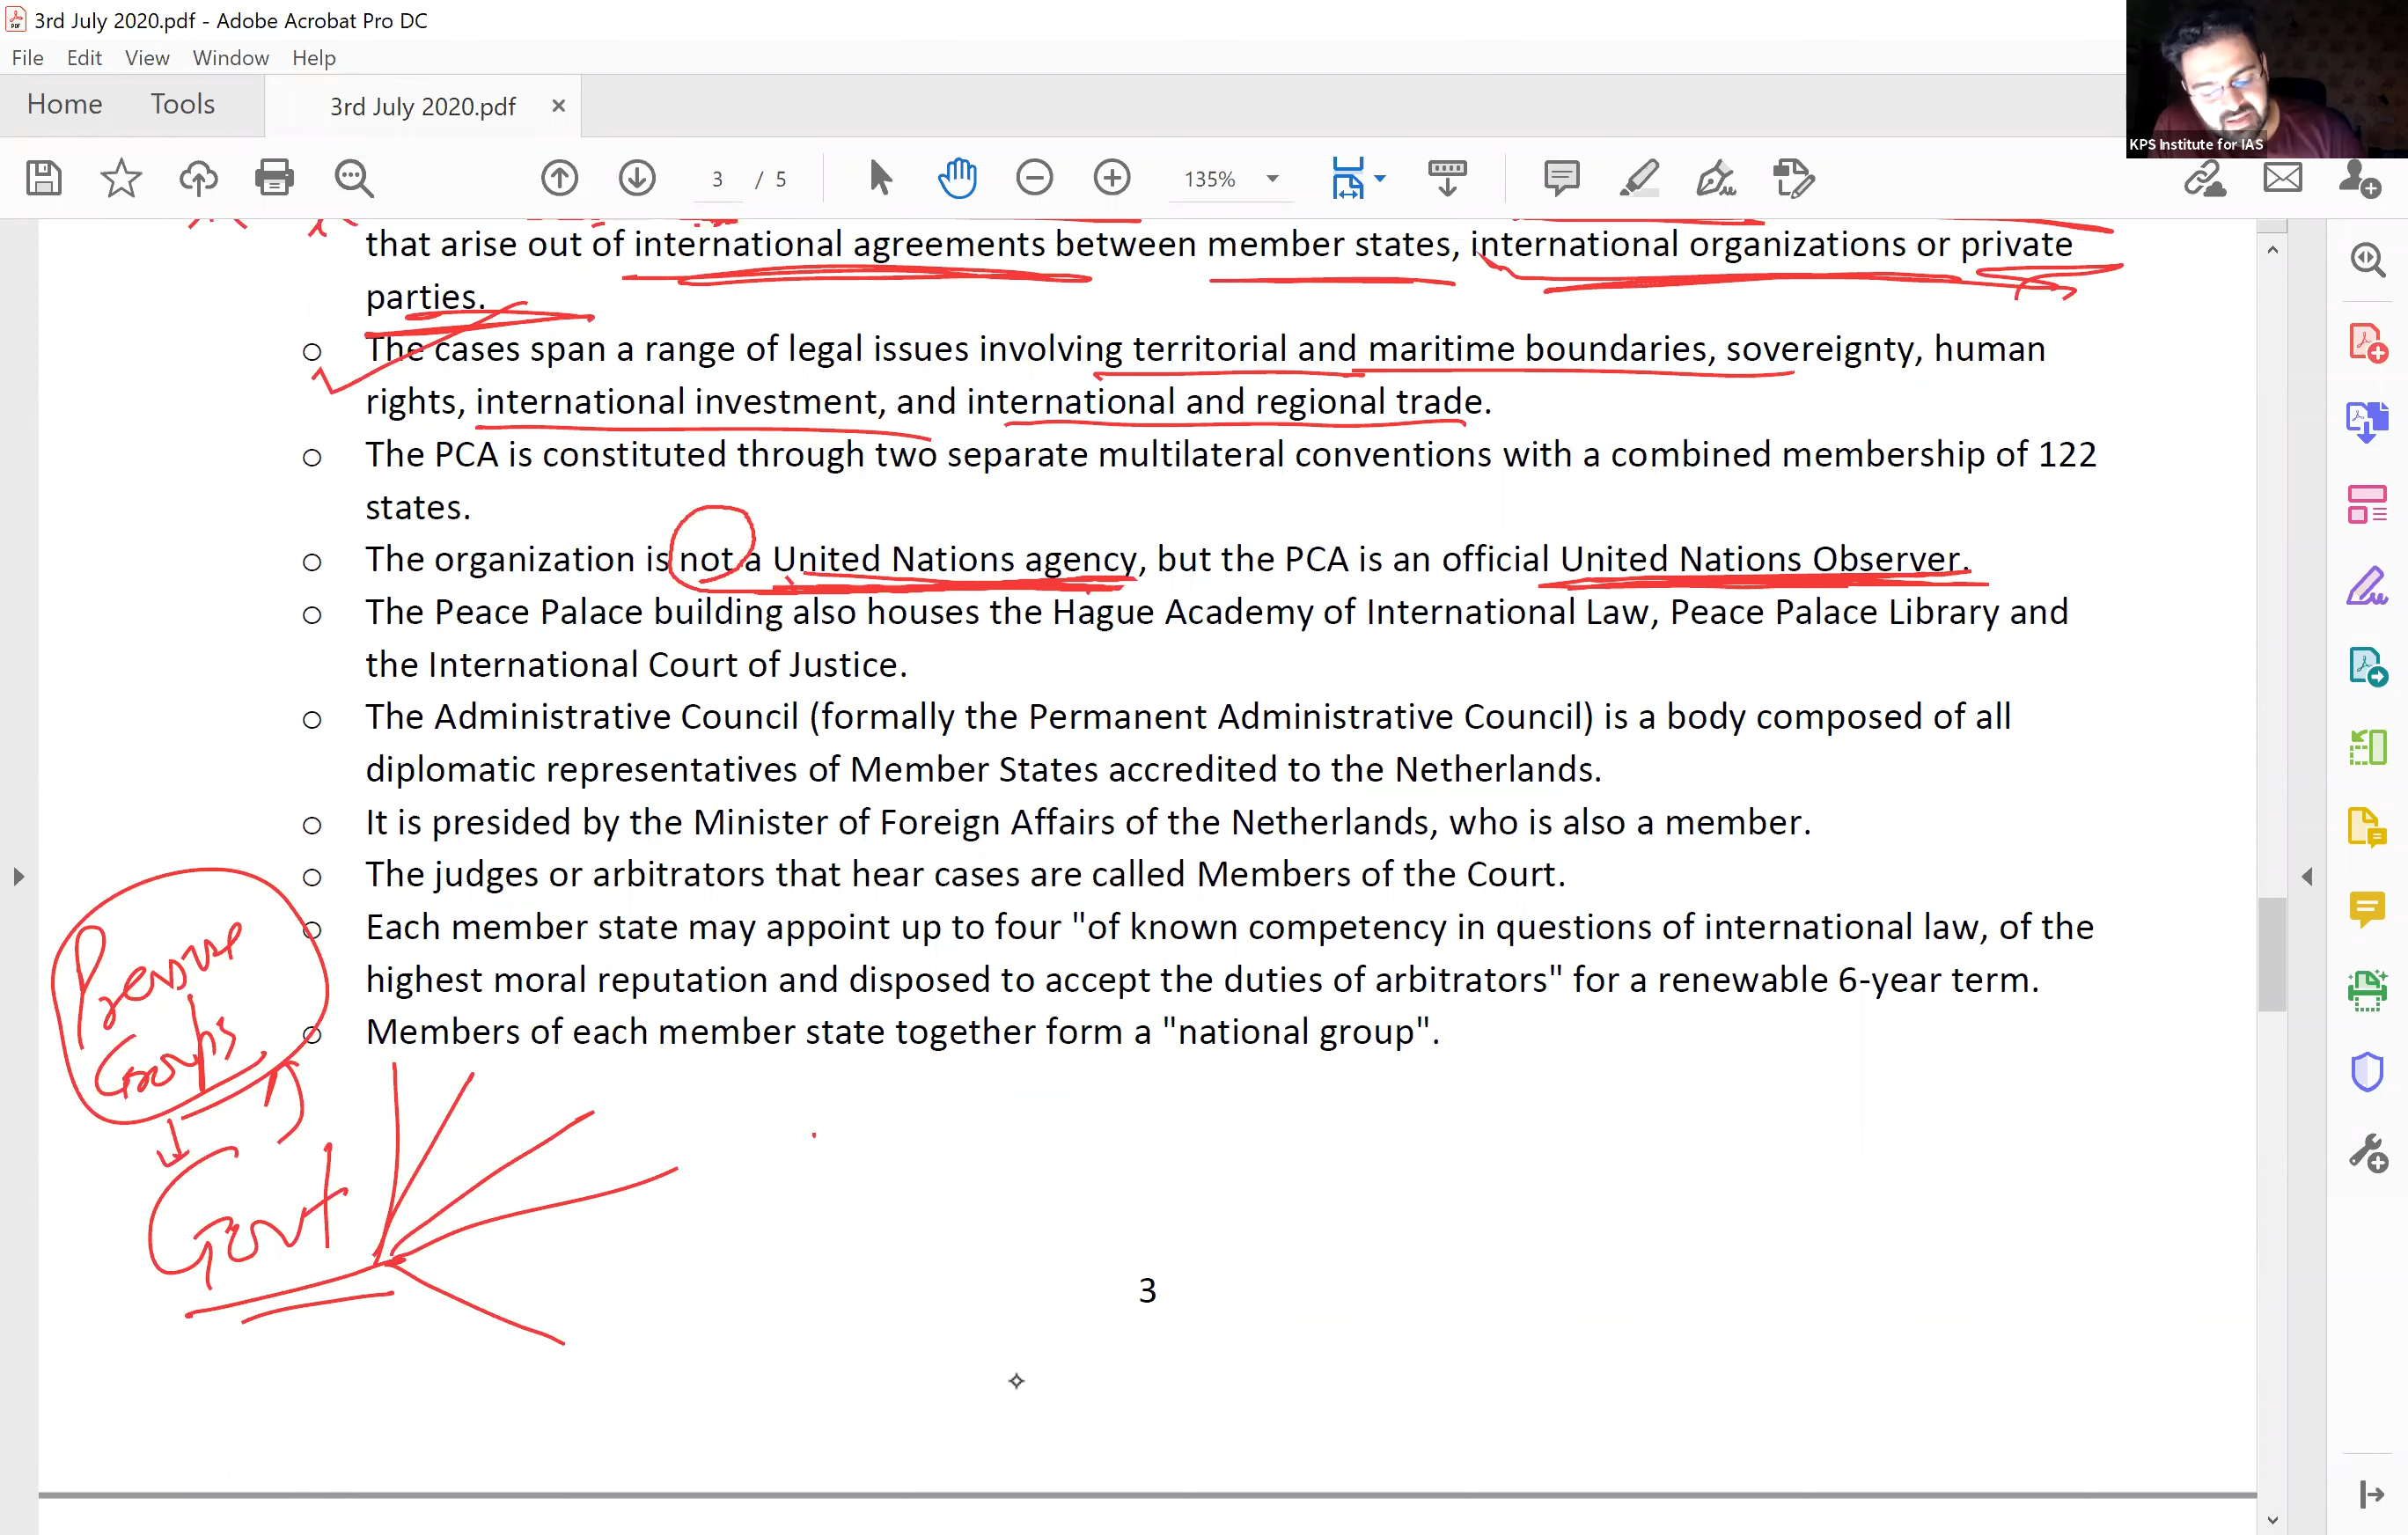 3rd July 2020.pdf - Adobe Acrobat Pro DC
File Edit View Window Help
Home Tools 3rd July 2020.pdf ×
3 / 5 135%
KPS Institute for IAS
that arise out of international agreements between member states, international organizations or private
parties.
o The cases span a range of legal issues involving territorial and maritime boundaries, sovereignty, human
rights, international investment, and international and regional trade.
o The PCA is constituted through two separate multilateral conventions with a combined membership of 122
states.
o The organization is not a United Nations agency, but the PCA is an official United Nations Observer.
o The Peace Palace building also houses the Hague Academy of International Law, Peace Palace Library and
the International Court of Justice.
o The Administrative Council (formally the Permanent Administrative Council) is a body composed of all
diplomatic representatives of Member States accredited to the Netherlands.
o It is presided by the Minister of Foreign Affairs of the Netherlands, who is also a member.
o The judges or arbitrators that hear cases are called Members of the Court.
o Each member state may appoint up to four "of known competency in questions of international law, of the
highest moral reputation and disposed to accept the duties of arbitrators" for a renewable 6-year term.
o Members of each member state together form a "national group".
Pressure
Groups
Govt
3